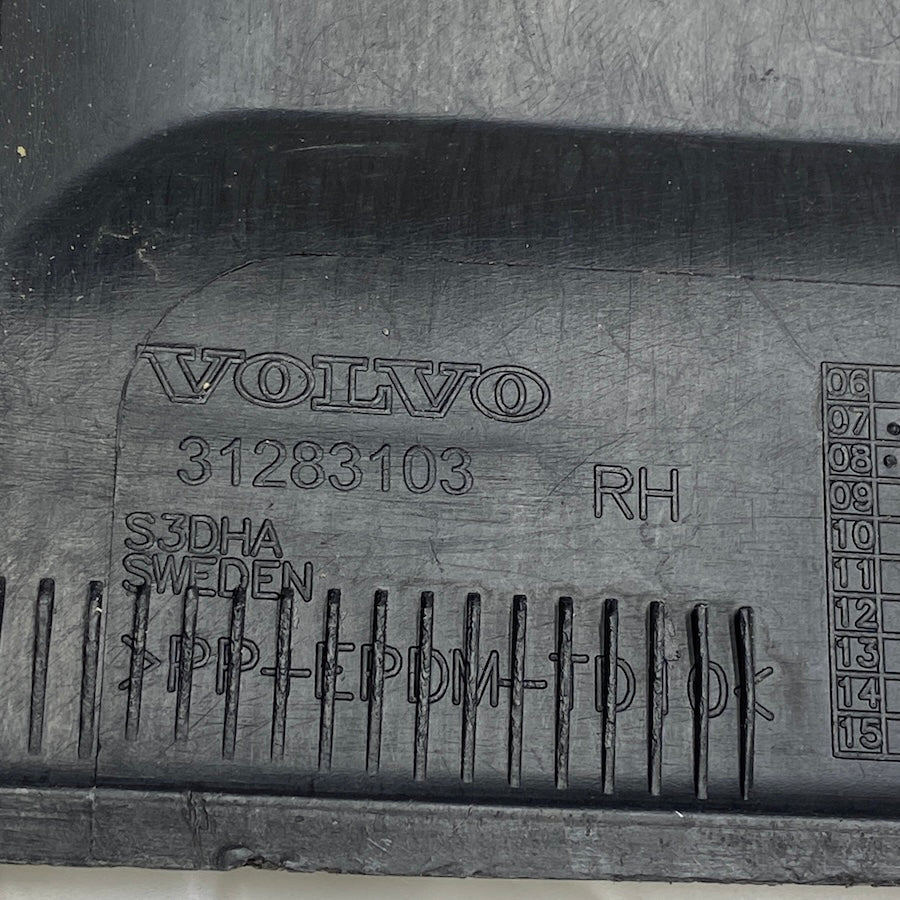 VOLVO
31283103
RH
S3DHA
SWEDEN
>PP+EPDM-TD10<
06
07
08
09
10
11
12
13
14
15